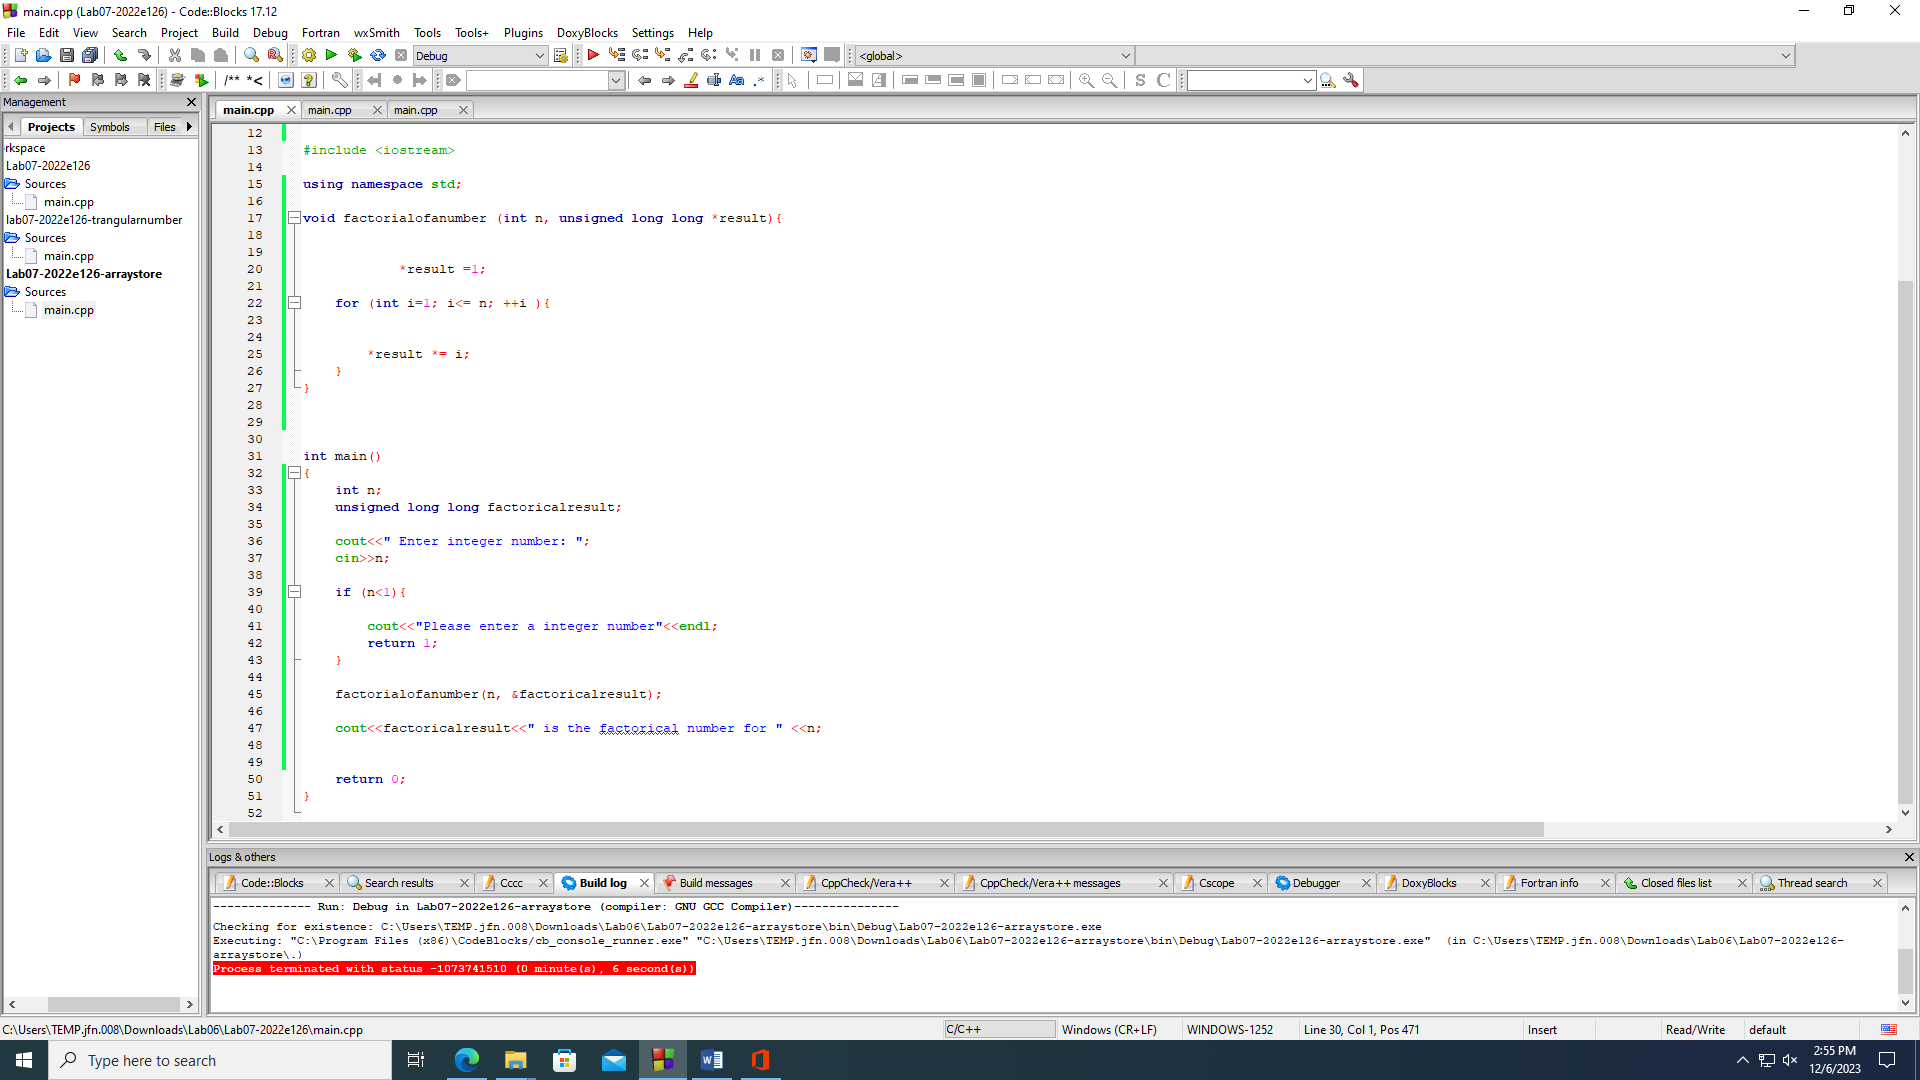 main.cpp (Lab07-2022e126) - Code::Blocks 17.12
File Edit View Search Project Build Debug Fortran wxSmith Tools Tools+ Plugins DoxyBlocks Settings Help
Debug <global>
/** *<
Management
Projects Symbols Files
main.cpp main.cpp main.cpp
rkspace
Lab07-2022e126
Sources
main.cpp
lab07-2022e126-trangularnumber
Sources
main.cpp
Lab07-2022e126-arraystore
Sources
main.cpp
12
13 #include <iostream>
14
15 using namespace std;
16
17 void factorialofanumber (int n, unsigned long long *result){
18
19
20 *result =1;
21
22 for (int i=1; i<= n; ++i ){
23
24
25 *result *= i;
26 }
27 }
28
29
30
31 int main()
32 {
33 int n;
34 unsigned long long factoricalresult;
35
36 cout<<" Enter integer number: ";
37 cin>>n;
38
39 if (n<1){
40
41 cout<<"Please enter a integer number"<<endl;
42 return 1;
43 }
44
45 factorialofanumber(n, &factoricalresult);
46
47 cout<<factoricalresult<<" is the factorical number for " <<n;
48
49
50 return 0;
51 }
52
Logs & others
Code::Blocks Search results Cccc Build log Build messages CppCheck/Vera++ CppCheck/Vera++ messages Cscope Debugger DoxyBlocks Fortran info Closed files list Thread search
-------------- Run: Debug in Lab07-2022e126-arraystore (compiler: GNU GCC Compiler)---------------
Checking for existence: C:\Users\TEMP.jfn.008\Downloads\Lab06\Lab07-2022e126-arraystore\bin\Debug\Lab07-2022e126-arraystore.exe
Executing: "C:\Program Files (x86)\CodeBlocks/cb_console_runner.exe" "C:\Users\TEMP.jfn.008\Downloads\Lab06\Lab07-2022e126-arraystore\bin\Debug\Lab07-2022e126-arraystore.exe" (in C:\Users\TEMP.jfn.008\Downloads\Lab06\Lab07-2022e126-
arraystore\.)
Process terminated with status -1073741510 (0 minute(s), 6 second(s))
C:\Users\TEMP.jfn.008\Downloads\Lab06\Lab07-2022e126\main.cpp C/C++ Windows (CR+LF) WINDOWS-1252 Line 30, Col 1, Pos 471 Insert Read/Write default
Type here to search
2:55 PM
12/6/2023